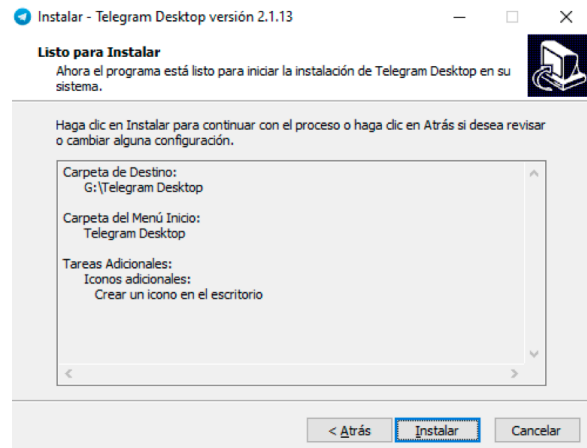 Instalar - Telegram Desktop versión 2.1.13
Listo para Instalar
Ahora el programa está listo para iniciar la instalación de Telegram Desktop en su
sistema.
Haga clic en Instalar para continuar con el proceso o haga clic en Atrás si desea revisar
o cambiar alguna configuración.
Carpeta de Destino:
G:\Telegram Desktop
Carpeta del Menú Inicio:
Telegram Desktop
Tareas Adicionales:
Iconos adicionales:
Crear un icono en el escritorio
< Atrás
Instalar
Cancelar